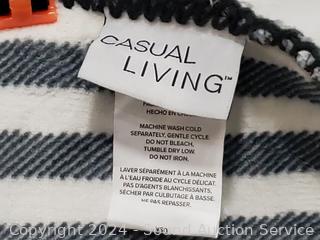 CASUAL
LIVING™
HECHO EN
MACHINE WASH COLD
SEPARATELY, GENTLE CYCLE.
DO NOT BLEACH,
TUMBLE DRY LOW.
DO NOT IRON.
LAVER SÉPARÉMENT À LA MACHINE
À L'EAU FROIDE AU CYCLE DÉLICAT.
PAS D'AGENTS BLANCHISSANTS.
SÉCHER PAR CULBUTAGE À BASSE.
NE PAS REPASSER.
Copyright 2024 - Second Auction Service